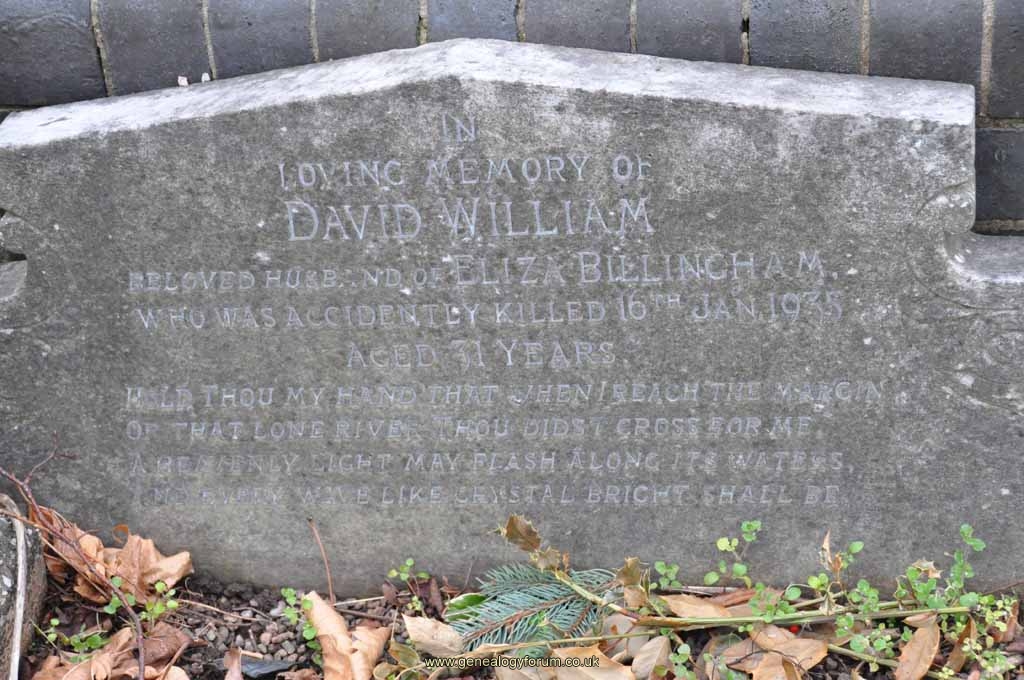 IN
LOVING MEMORY OF
DAVID WILLIAM
BELOVED HUSBAND OF ELIZA BILLINGHAM.
WHO WAS ACCIDENTLY KILLED 16TH JAN. 1935
AGED 31 YEARS.
HOLD THOU MY HAND THAT WHEN I REACH THE MARGIN
OF THAT LONE RIVER THOU DIDST CROSS FOR ME
A HEAVENLY LIGHT MAY FLASH ALONG ITS WATERS,
AND EVERY WAVE LIKE CRYSTAL BRIGHT SHALL BE.
www.genealogyforum.co.uk